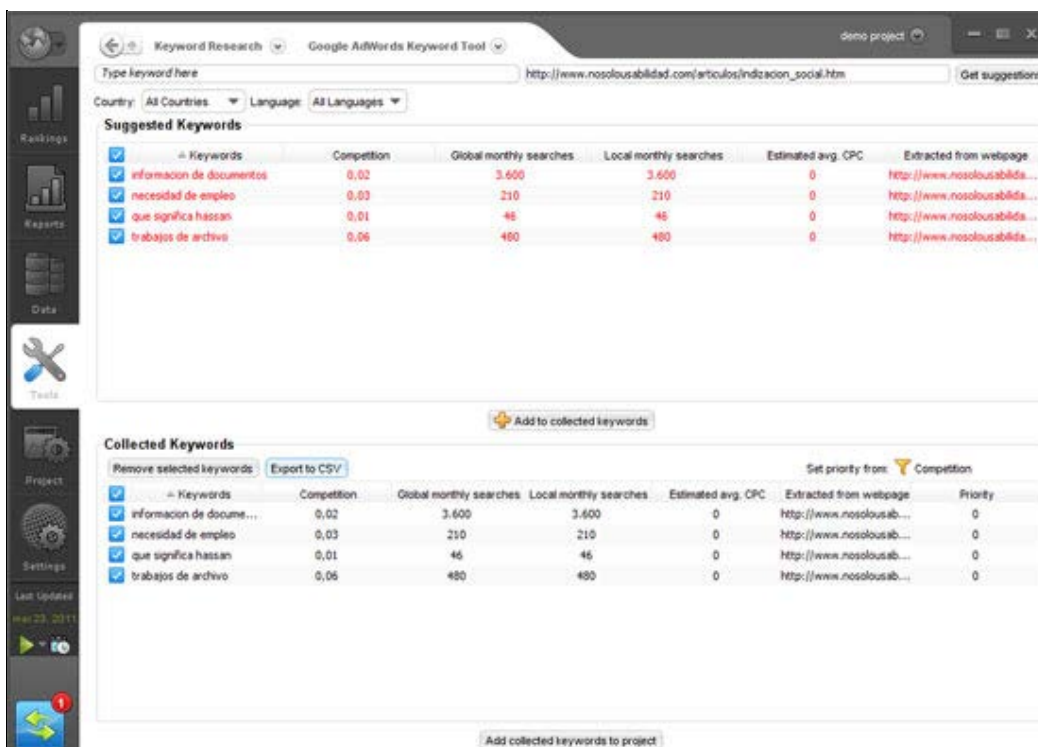 Keyword Research Google AdWords Keyword Tool demo project
Type keyword here http://www.nosolousabilidad.com/articulos/indizacion_social.htm Get suggestion
Country: All Countries Language: All Languages
Suggested Keywords
Keywords Competition Global monthly searches Local monthly searches Estimated avg. CPC Extracted from webpage
informacion de documentos 0,02 3.600 3.600 0 http://www.nosolousabilida...
necesidad de empleo 0,03 210 210 0 http://www.nosolousabilida...
que significa hassan 0,01 46 46 0 http://www.nosolousabilida...
trabajos de archivo 0,06 480 480 0 http://www.nosolousabilida...
Add to collected keywords
Collected Keywords
Remove selected keywords Export to CSV Set priority from: Competition
Keywords Competition Global monthly searches Local monthly searches Estimated avg. CPC Extracted from webpage Priority
informacion de docume... 0,02 3.600 3.600 0 http://www.nosolousab... 0
necesidad de empleo 0,03 210 210 0 http://www.nosolousab... 0
que significa hassan 0,01 46 46 0 http://www.nosolousab... 0
trabajos de archivo 0,06 480 480 0 http://www.nosolousab... 0
Add collected keywords to project
Rankings
Reports
Data
Tools
Project
Settings
Last Updated
mar 23, 2011
1